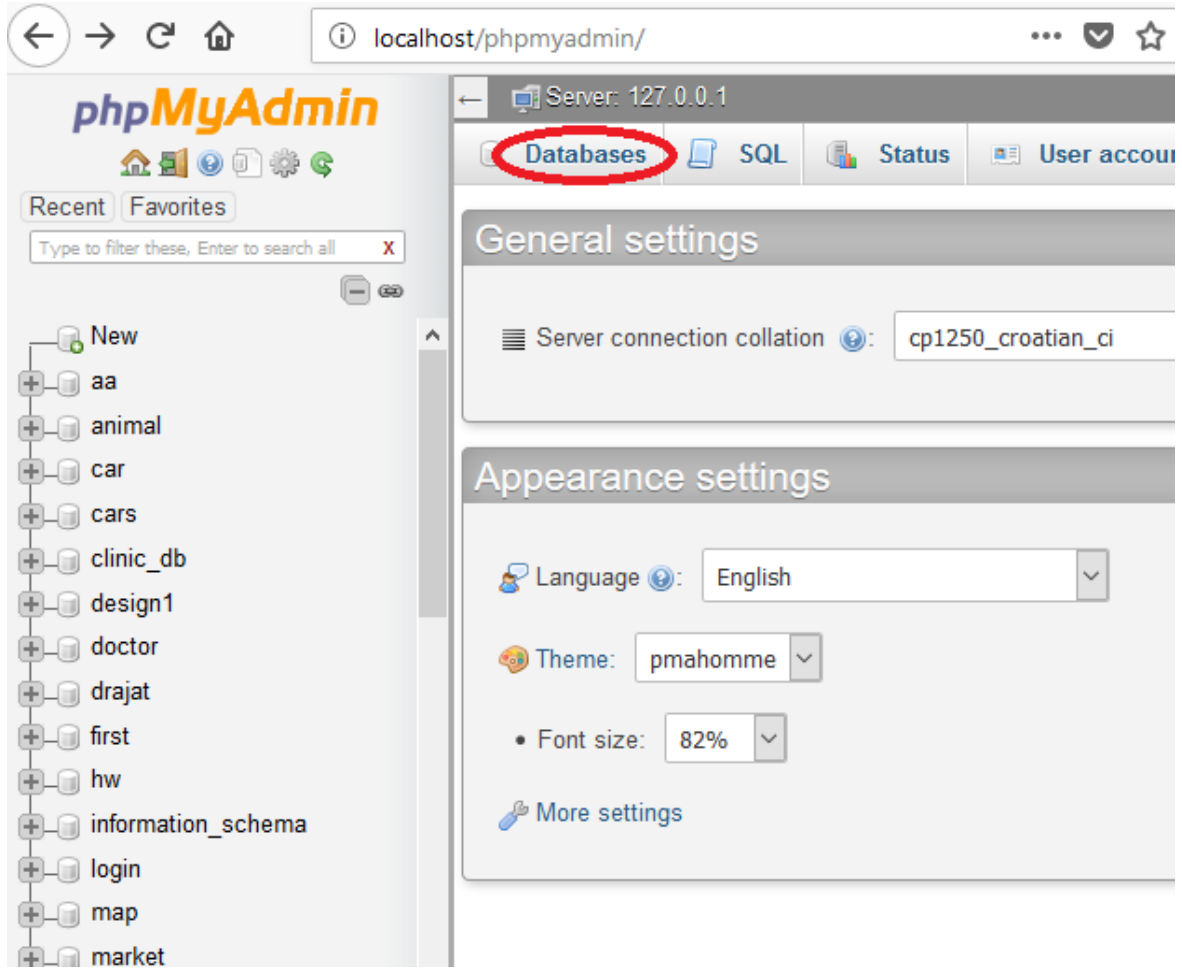 localhost/phpmyadmin/
phpMyAdmin
Recent Favorites
Type to filter these, Enter to search all X
New
aa
animal
car
cars
clinic_db
design1
doctor
drajat
first
hw
information_schema
login
map
market
Server: 127.0.0.1
Databases SQL Status User accour
General settings
Server connection collation : cp1250_croatian_ci
Appearance settings
Language : English
Theme: pmahomme
• Font size: 82%
More settings